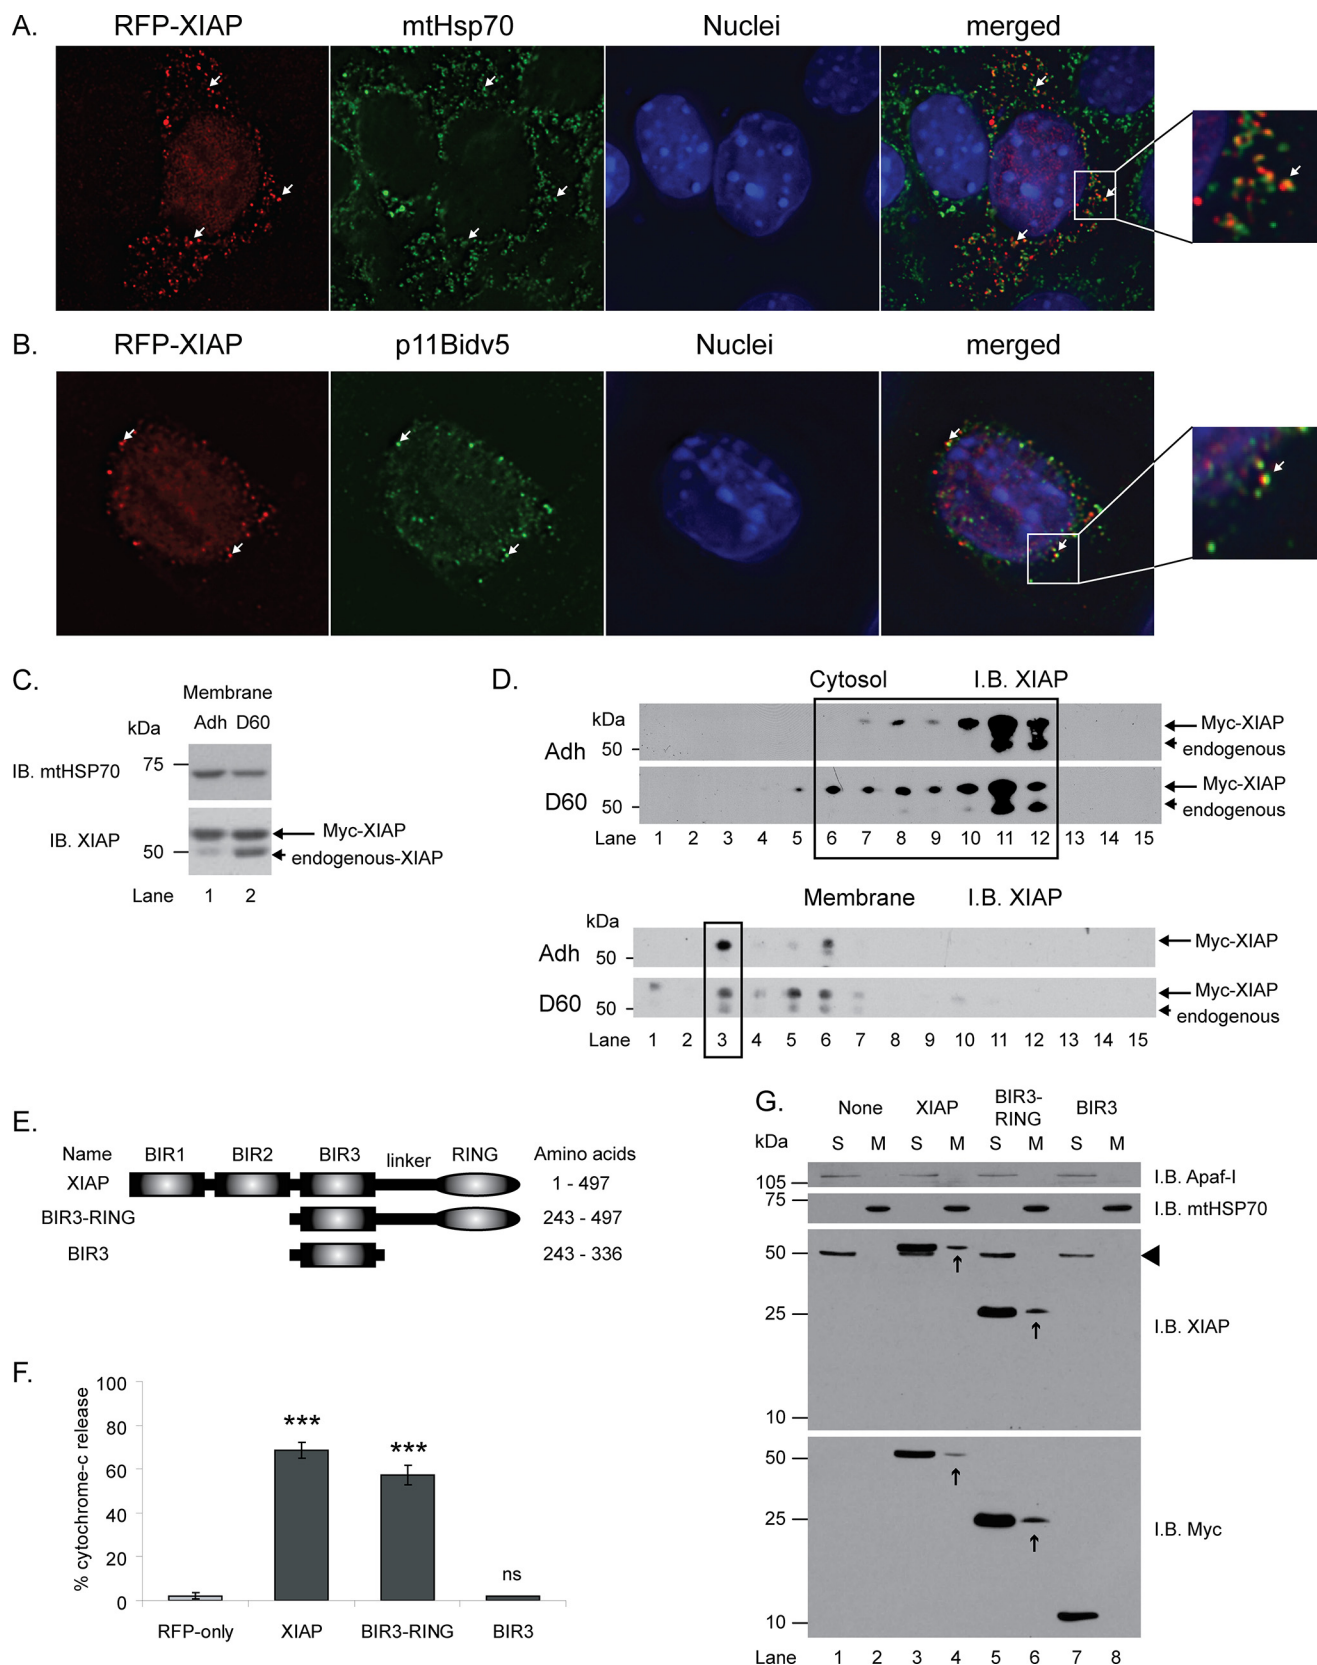 A.
RFP-XIAP mtHsp70 Nuclei merged
B.
RFP-XIAP p11Bidv5 Nuclei merged
C.
Membrane
kDa Adh D60
IB. mtHSP70 75
IB. XIAP Myc-XIAP
50 endogenous-XIAP
Lane 1 2
D.
Cytosol I.B. XIAP
kDa Myc-XIAP
Adh 50 endogenous
D60 Myc-XIAP
50 endogenous
Lane 1 2 3 4 5 6 7 8 9 10 11 12 13 14 15
Membrane I.B. XIAP
kDa
Adh 50 Myc-XIAP
D60 Myc-XIAP
50 endogenous
Lane 1 2 3 4 5 6 7 8 9 10 11 12 13 14 15
E.
Name BIR1 BIR2 BIR3 linker RING Amino acids
XIAP 1 - 497
BIR3-RING 243 - 497
BIR3 243 - 336
F.
% cytochrome-c release
100
80
60
40
20
0
*** *** ns
RFP-only XIAP BIR3-RING BIR3
G.
None XIAP BIR3-RING BIR3
kDa S M S M S M S M
105 I.B. Apaf-I
75 I.B. mtHSP70
50
25 I.B. XIAP
10
50
25 I.B. Myc
10
Lane 1 2 3 4 5 6 7 8